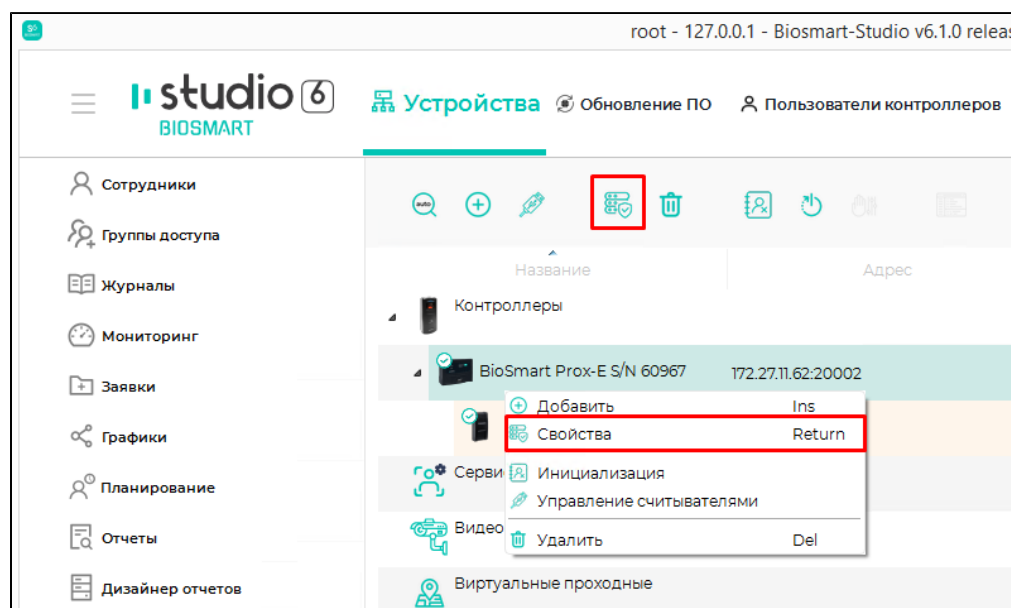 root - 127.0.0.1 - Biosmart-Studio v6.1.0 releas
studio 6
BIOSMART
Устройства
Обновление ПО
Пользователи контроллеров
Сотрудники
Группы доступа
Журналы
Мониторинг
Заявки
Графики
Планирование
Отчеты
Дизайнер отчетов
auto
Название
Адрес
Контроллеры
BioSmart Prox-E S/N 60967 172.27.11.62:20002
Добавить Ins
Свойства Return
Серви
Инициализация
Управление считывателями
Видео
Удалить Del
Виртуальные проходные